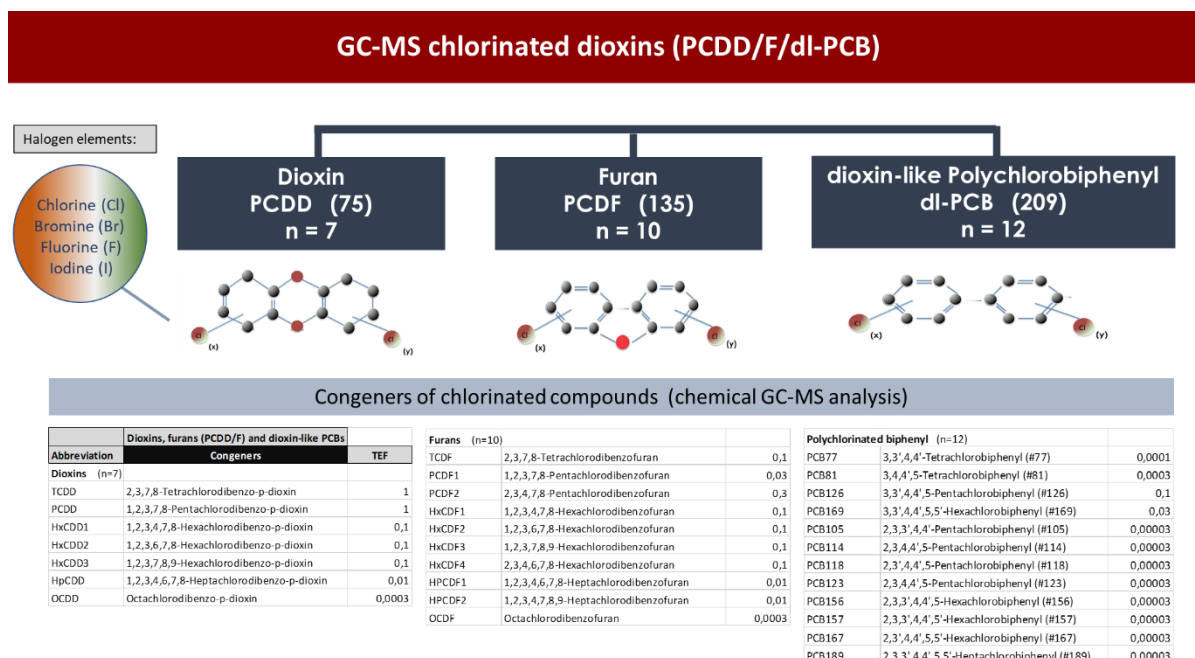 GC-MS chlorinated dioxins (PCDD/F/dl-PCB)
Halogen elements:
Chlorine (Cl)
Bromine (Br)
Fluorine (F)
Iodine (I)
Dioxin
PCDD (75)
n = 7
Furan
PCDF (135)
n = 10
dioxin-like Polychlorobiphenyl
dl-PCB (209)
n = 12
Cl (x)
Cl (y)
Cl (x)
Cl (y)
Cl (x)
Cl (y)
Congeners of chlorinated compounds (chemical GC-MS analysis)
Dioxins, furans (PCDD/F) and dioxin-like PCBs
Abbreviation Congeners TEF
Dioxins (n=7)
TCDD 2,3,7,8-Tetrachlorodibenzo-p-dioxin 1
PCDD 1,2,3,7,8-Pentachlorodibenzo-p-dioxin 1
HxCDD1 1,2,3,4,7,8-Hexachlorodibenzo-p-dioxin 0,1
HxCDD2 1,2,3,6,7,8-Hexachlorodibenzo-p-dioxin 0,1
HxCDD3 1,2,3,7,8,9-Hexachlorodibenzo-p-dioxin 0,1
HpCDD 1,2,3,4,6,7,8-Heptachlorodibenzo-p-dioxin 0,01
OCDD Octachlorodibenzo-p-dioxin 0,0003
Furans (n=10)
TCDF 2,3,7,8-Tetrachlorodibenzofuran 0,1
PCDF1 1,2,3,7,8-Pentachlorodibenzofuran 0,03
PCDF2 2,3,4,7,8-Pentachlorodibenzofuran 0,3
HxCDF1 1,2,3,4,7,8-Hexachlorodibenzofuran 0,1
HxCDF2 1,2,3,6,7,8-Hexachlorodibenzofuran 0,1
HxCDF3 1,2,3,7,8,9-Hexachlorodibenzofuran 0,1
HxCDF4 2,3,4,6,7,8-Hexachlorodibenzofuran 0,1
HPCDF1 1,2,3,4,6,7,8-Heptachlorodibenzofuran 0,01
HPCDF2 1,2,3,4,7,8,9-Heptachlorodibenzofuran 0,01
OCDF Octachlorodibenzofuran 0,0003
Polychlorinated biphenyl (n=12)
PCB77 3,3',4,4'-Tetrachlorobiphenyl (#77) 0,0001
PCB81 3,4,4',5-Tetrachlorobiphenyl (#81) 0,0003
PCB126 3,3',4,4',5-Pentachlorobiphenyl (#126) 0,1
PCB169 3,3',4,4',5,5'-Hexachlorobiphenyl (#169) 0,03
PCB105 2,3,3',4,4'-Pentachlorobiphenyl (#105) 0,00003
PCB114 2,3,4,4',5-Pentachlorobiphenyl (#114) 0,00003
PCB118 2,3',4,4',5-Pentachlorobiphenyl (#118) 0,00003
PCB123 2,3,4,4',5-Pentachlorobiphenyl (#123) 0,00003
PCB156 2,3,3',4,4',5-Hexachlorobiphenyl (#156) 0,00003
PCB157 2,3,3',4,4',5'-Hexachlorobiphenyl (#157) 0,00003
PCB167 2,3',4,4',5,5'-Hexachlorobiphenyl (#167) 0,00003
PCB189 2,3,3',4,4',5,5'-Heptachlorobiphenyl (#189) 0,00003